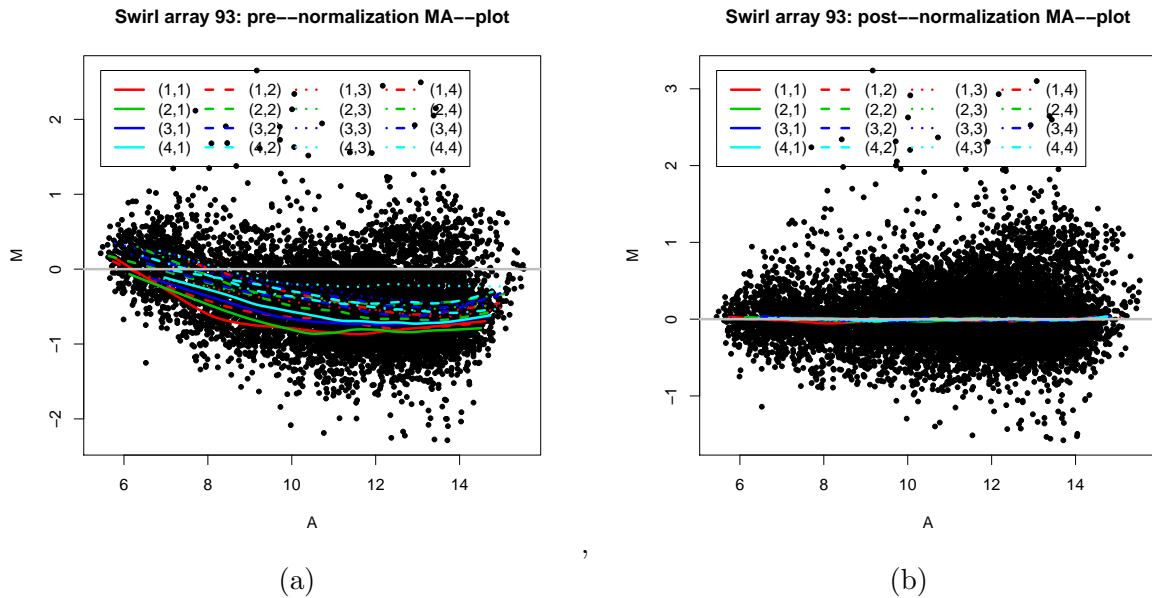 Swirl array 93: pre−−normalization MA−−plot
(1,1) (1,2) (1,3) (1,4)
(2,1) (2,2) (2,3) (2,4)
(3,1) (3,2) (3,3) (3,4)
(4,1) (4,2) (4,3) (4,4)
2
1
0
−1
−2
M
6 8 10 12 14
A
(a)
,
Swirl array 93: post−−normalization MA−−plot
(1,1) (1,2) (1,3) (1,4)
(2,1) (2,2) (2,3) (2,4)
(3,1) (3,2) (3,3) (3,4)
(4,1) (4,2) (4,3) (4,4)
3
2
1
0
−1
M
6 8 10 12 14
A
(b)